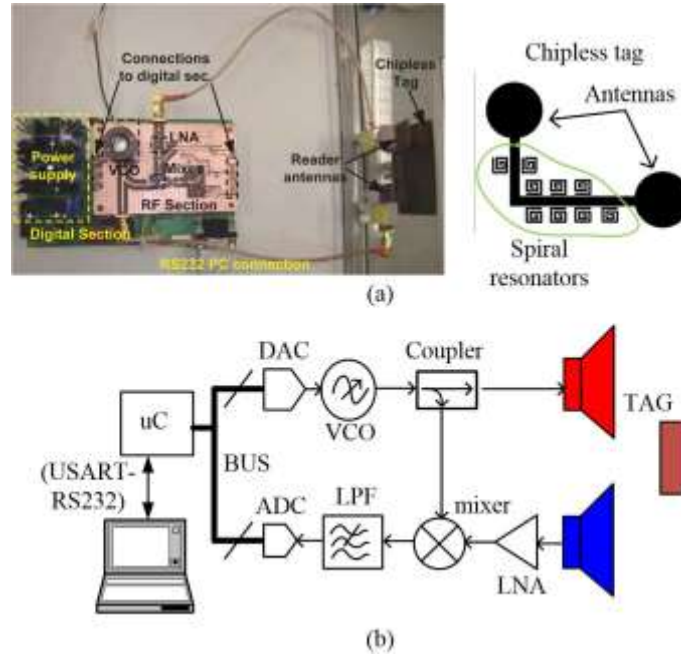 Connections
to digital sec.
Chipless
Tag
LNA
Power
supply
VCO
Mixer
Reader
antennas
RF Section
Digital Section
RS232 PC connection
Chipless tag
Antennas
Spiral
resonators
(a)
DAC
Coupler
VCO
TAG
uC
BUS
(USART-
RS232)
ADC
LPF
mixer
LNA
(b)